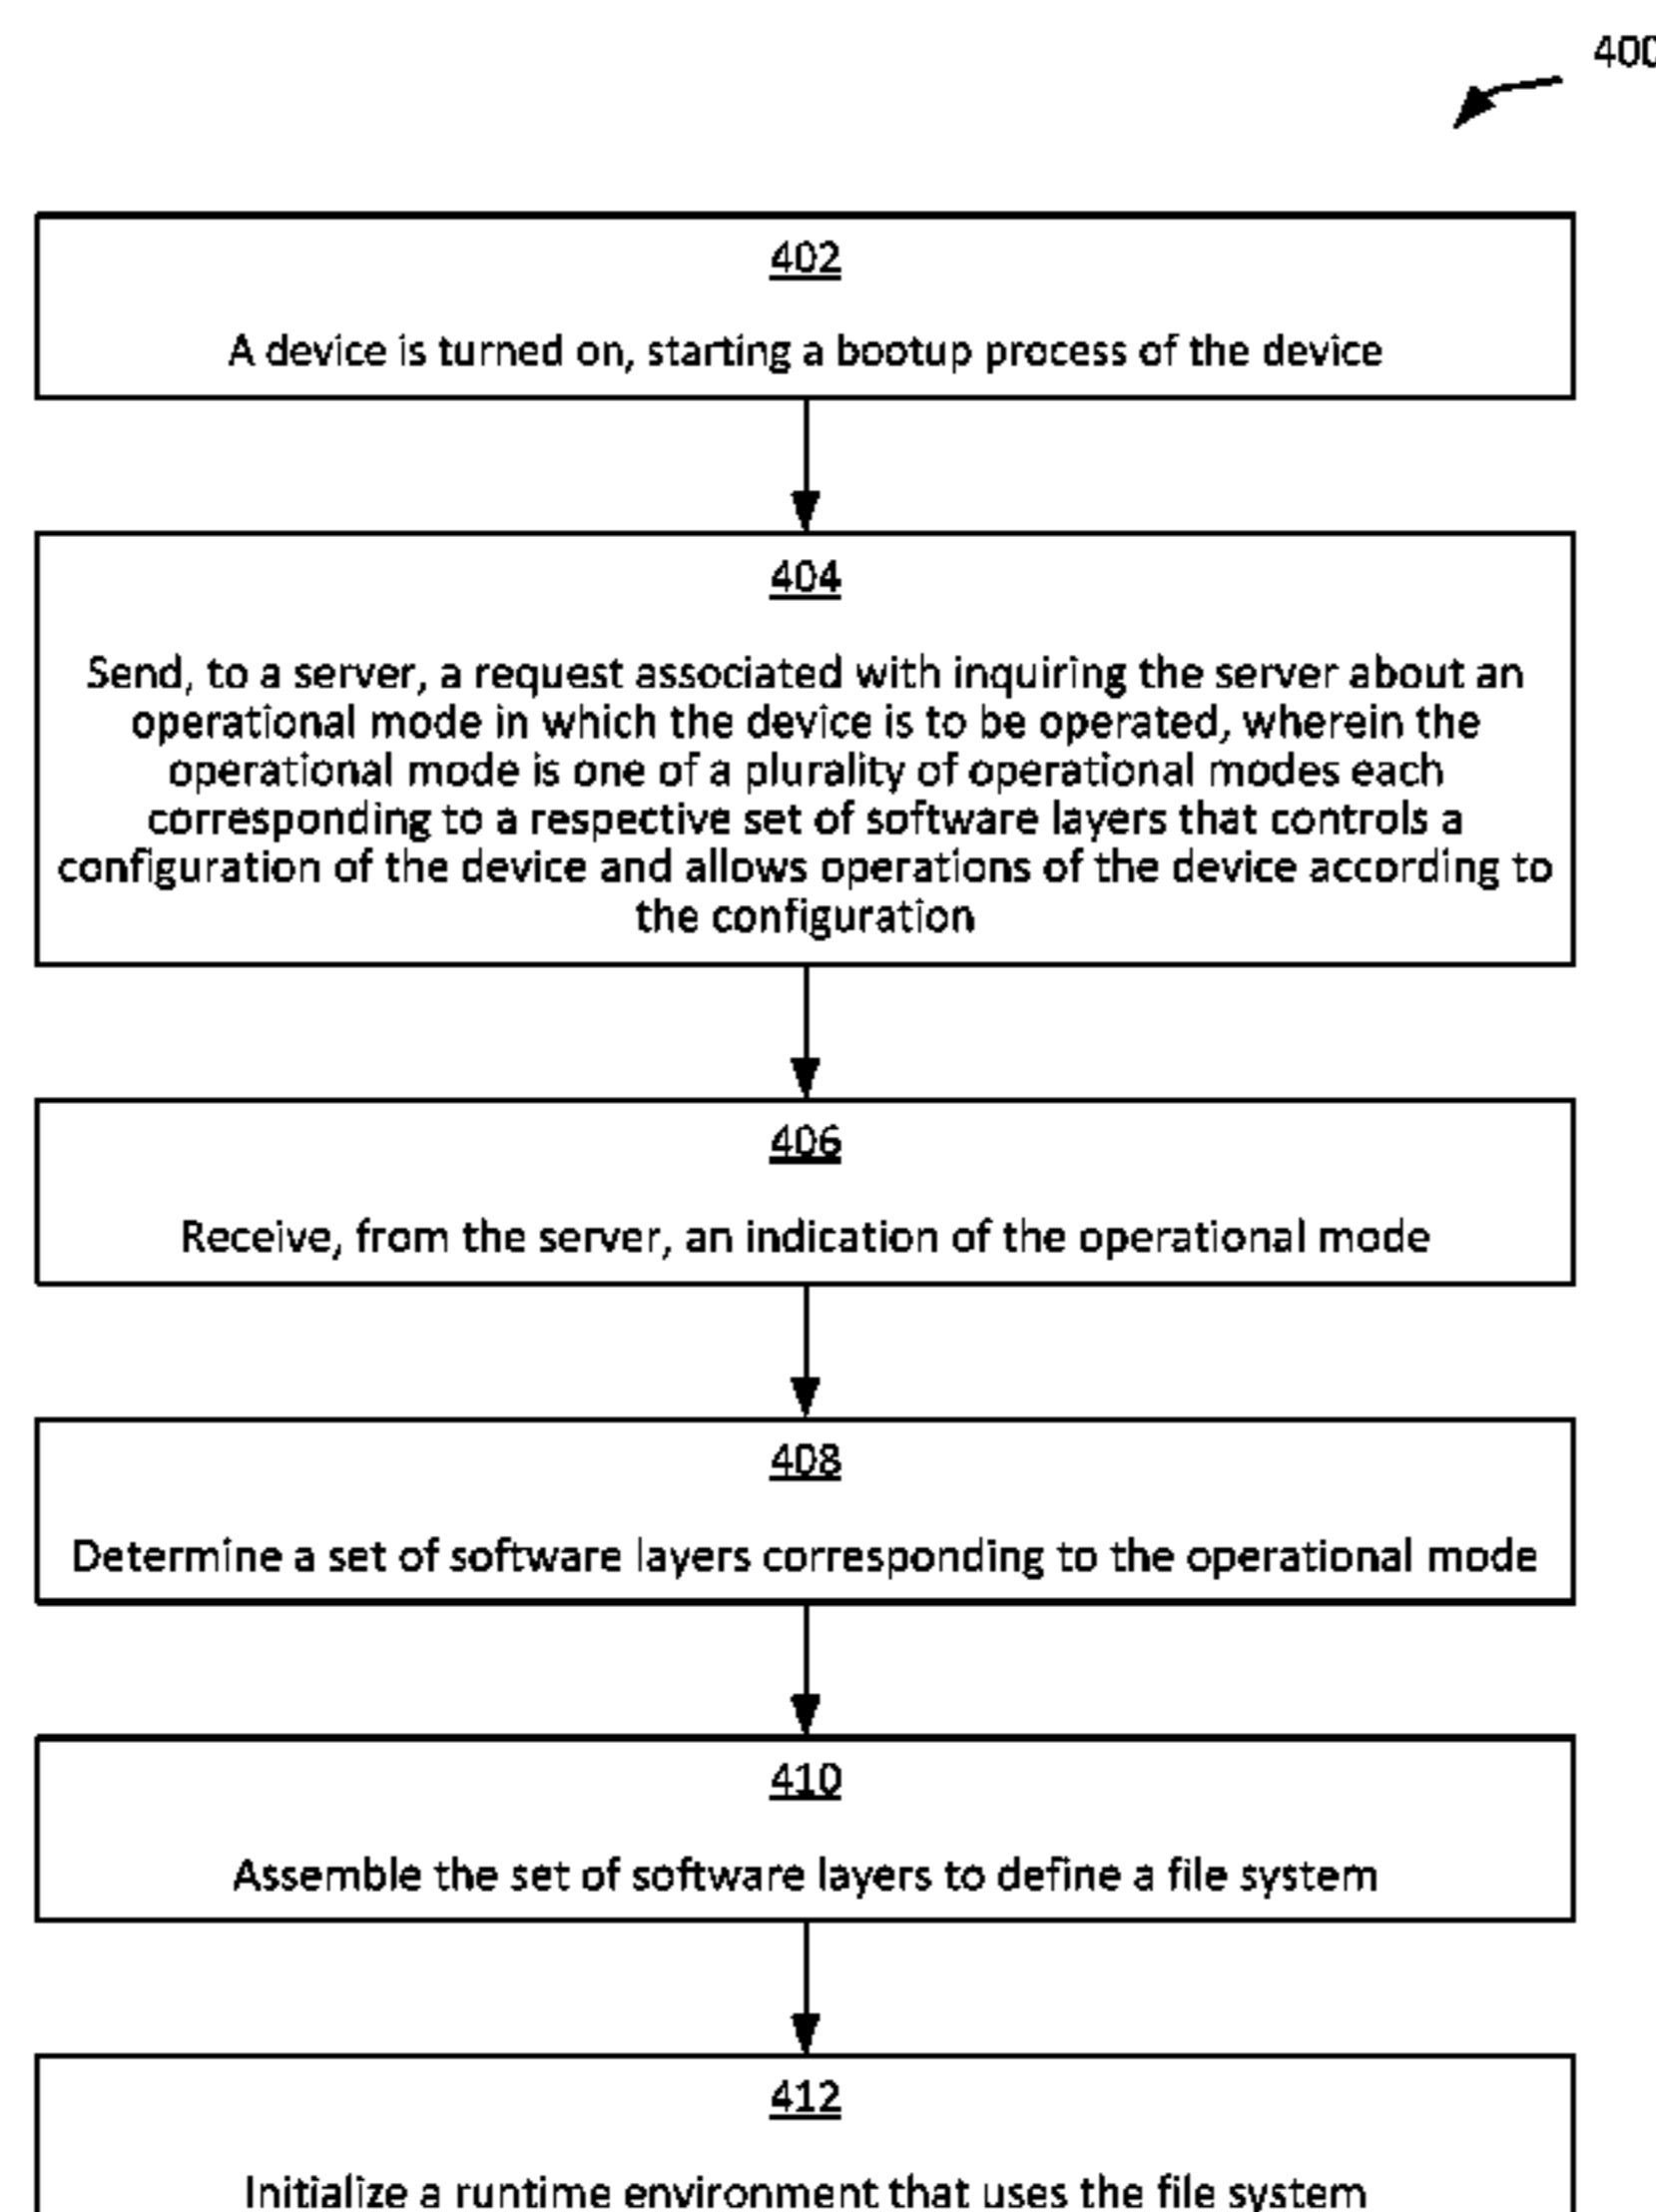 400
402
A device is turned on, starting a bootup process of the device
404
Send, to a server, a request associated with inquiring the server about an
operational mode in which the device is to be operated, wherein the
operational mode is one of a plurality of operational modes each
corresponding to a respective set of software layers that controls a
configuration of the device and allows operations of the device according to
the configuration
406
Receive, from the server, an indication of the operational mode
408
Determine a set of software layers corresponding to the operational mode
410
Assemble the set of software layers to define a file system
412
Initialize a runtime environment that uses the file system